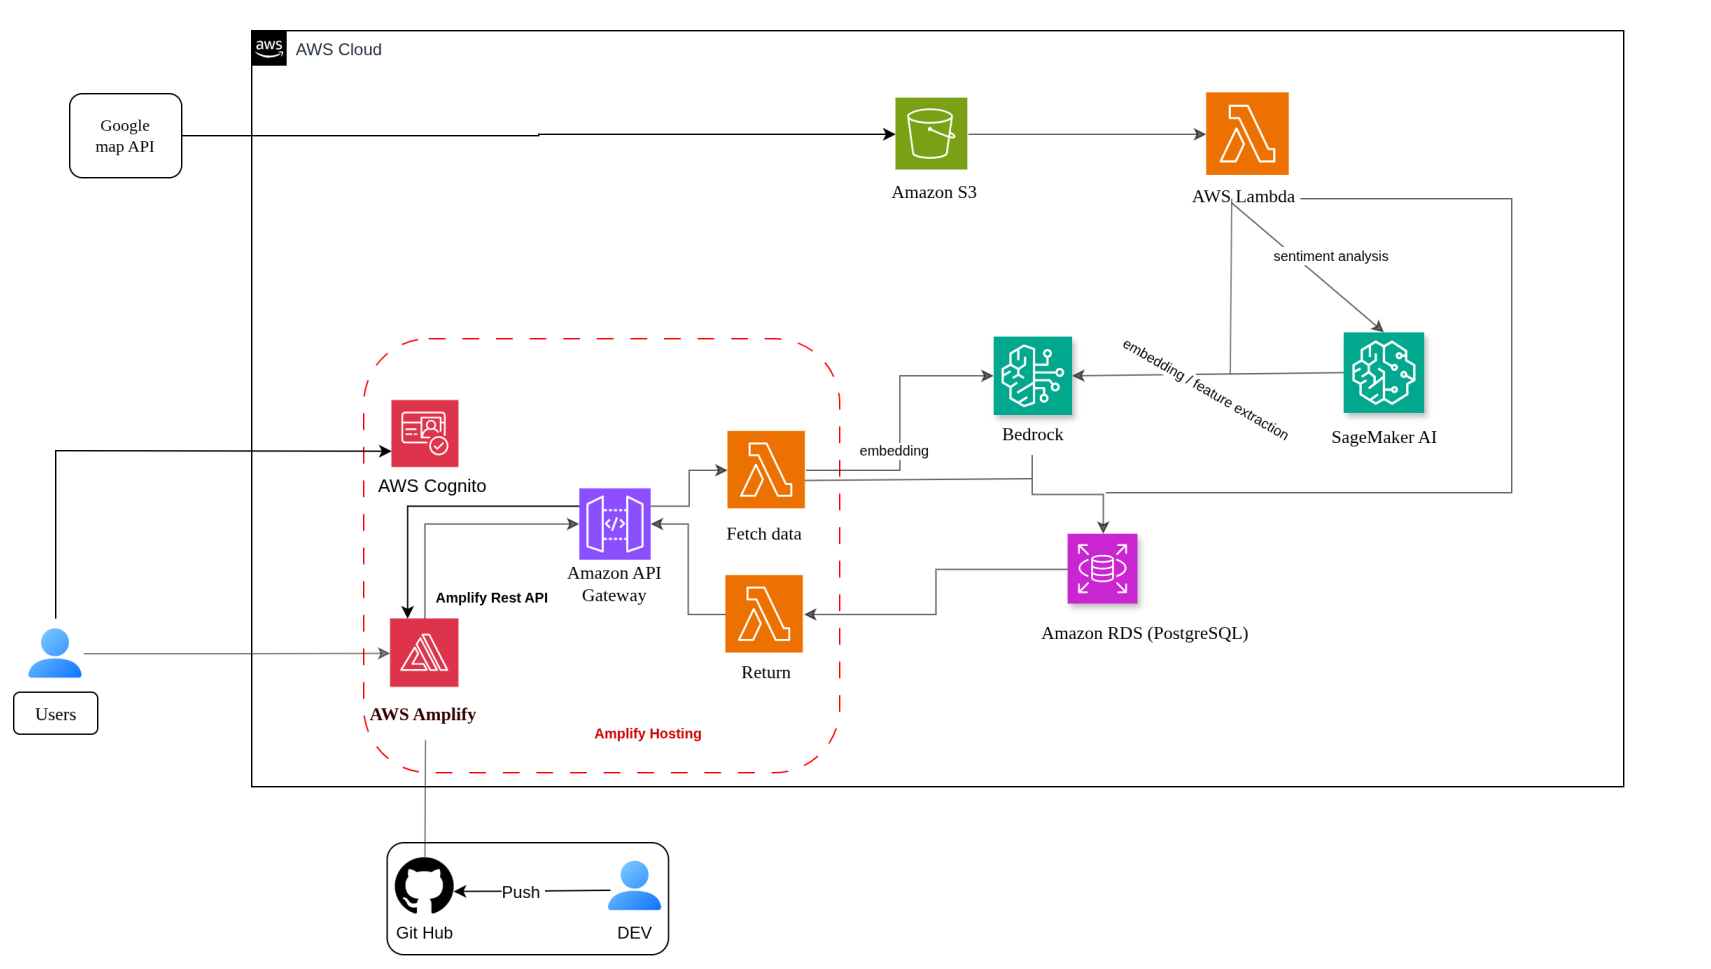 aws
AWS Cloud
Google
map API
Amazon S3
AWS Lambda
sentiment analysis
embedding / feature extraction
Bedrock
SageMaker AI
embedding
AWS Cognito
Fetch data
Amazon API
Gateway
Amplify Rest API
Amazon RDS (PostgreSQL)
Return
Users
AWS Amplify
Amplify Hosting
Push
Git Hub
DEV